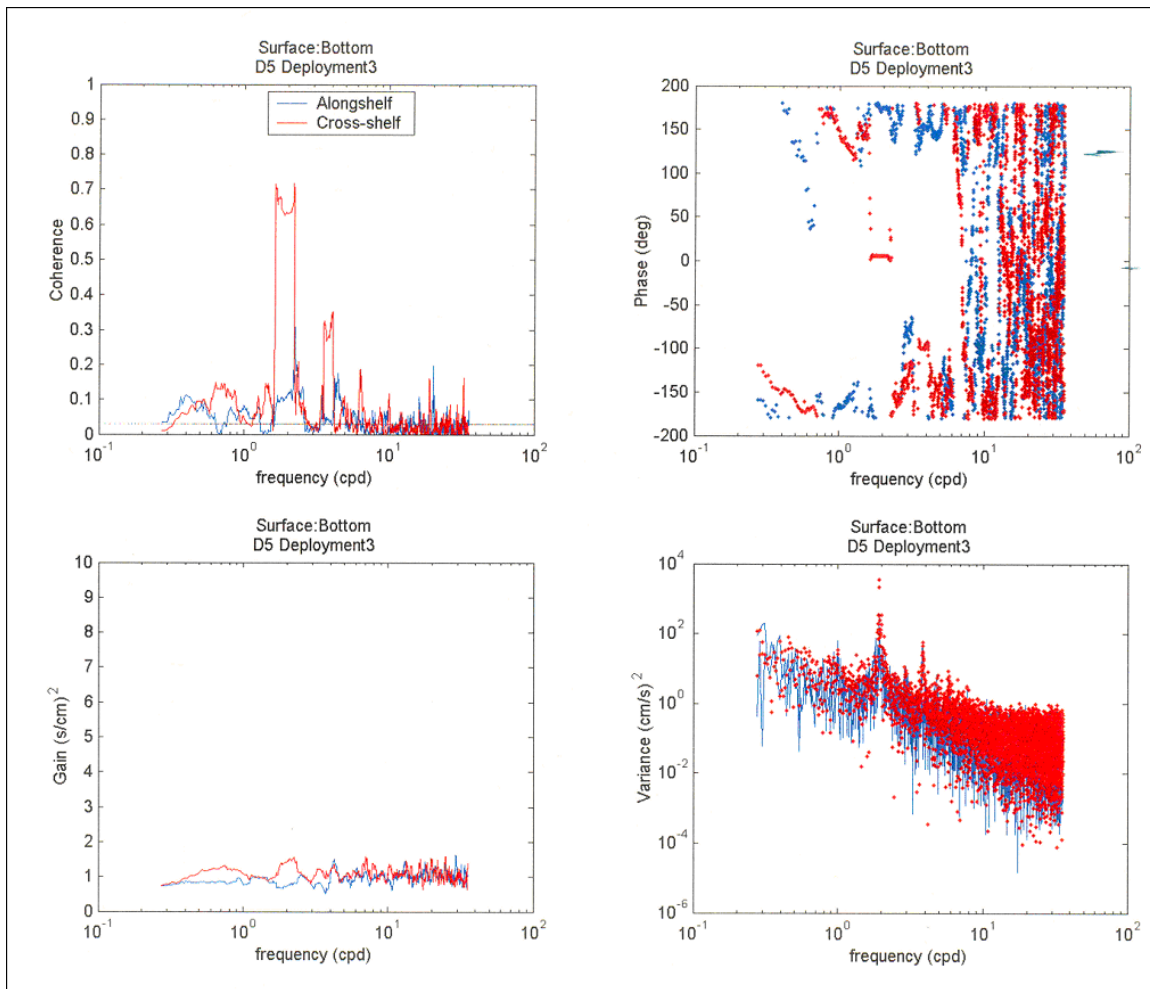 Surface:Bottom
D5 Deployment3
1
0.9
0.8
0.7
0.6
0.5
0.4
0.3
0.2
0.1
0
Coherence
Alongshelf
Cross-shelf
10^-1 10^0 10^1 10^2
frequency (cpd)
Surface:Bottom
D5 Deployment3
200
150
100
50
0
-50
-100
-150
-200
Phase (deg)
10^-1 10^0 10^1 10^2
frequency (cpd)
Surface:Bottom
D5 Deployment3
10
9
8
7
6
5
4
3
2
1
0
Gain (s/cm)^2
10^-1 10^0 10^1 10^2
frequency (cpd)
Surface:Bottom
D5 Deployment3
10^4
10^2
10^0
10^-2
10^-4
10^-6
Variance (cm/s)^2
10^-1 10^0 10^1 10^2
frequency (cpd)